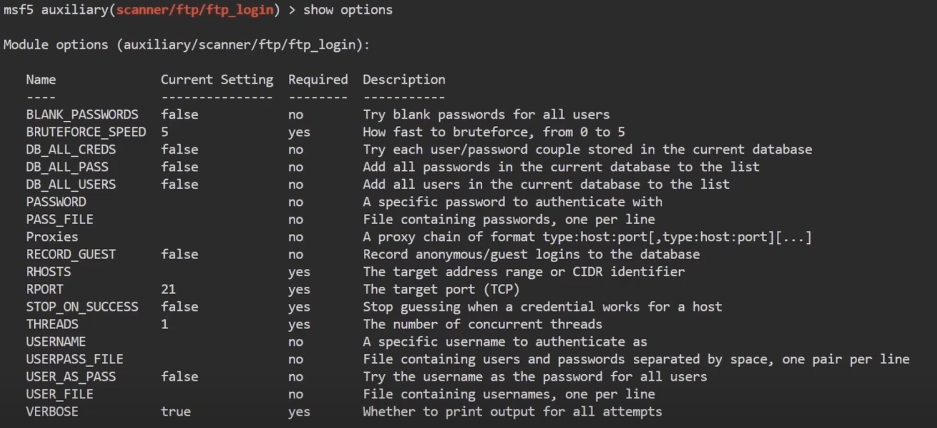 msf5 auxiliary(scanner/ftp/ftp_login) > show options
Module options (auxiliary/scanner/ftp/ftp_login):
Name Current Setting Required Description
---- --------------- -------- -----------
BLANK_PASSWORDS false no Try blank passwords for all users
BRUTEFORCE_SPEED 5 yes How fast to bruteforce, from 0 to 5
DB_ALL_CREDS false no Try each user/password couple stored in the current database
DB_ALL_PASS false no Add all passwords in the current database to the list
DB_ALL_USERS false no Add all users in the current database to the list
PASSWORD no A specific password to authenticate with
PASS_FILE no File containing passwords, one per line
Proxies no A proxy chain of format type:host:port[,type:host:port][...]
RECORD_GUEST false no Record anonymous/guest logins to the database
RHOSTS yes The target address range or CIDR identifier
RPORT 21 yes The target port (TCP)
STOP_ON_SUCCESS false yes Stop guessing when a credential works for a host
THREADS 1 yes The number of concurrent threads
USERNAME no A specific username to authenticate as
USERPASS_FILE no File containing users and passwords separated by space, one pair per line
USER_AS_PASS false no Try the username as the password for all users
USER_FILE no File containing usernames, one per line
VERBOSE true yes Whether to print output for all attempts